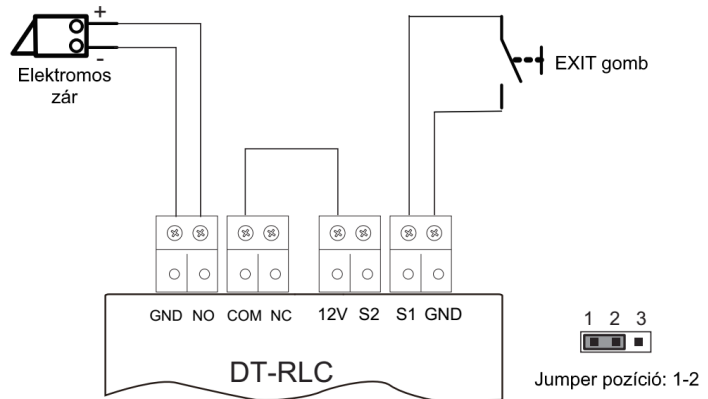 +
-
Elektromos
zár
EXIT gomb
GND NO COM NC 12V S2 S1 GND
DT-RLC
1 2 3
Jumper pozíció: 1-2